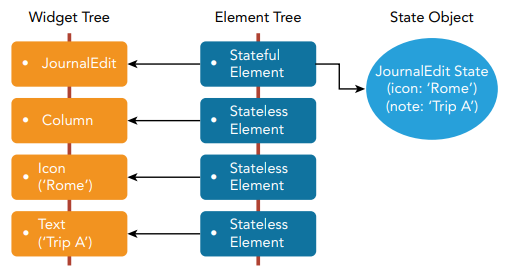 Widget Tree
Element Tree
State Object
• JournalEdit
• Stateful
Element
JournalEdit State
(icon: ‘Rome’)
(note: ‘Trip A’)
• Column
• Stateless
Element
• Icon
(‘Rome’)
• Stateless
Element
• Text
(‘Trip A’)
• Stateless
Element